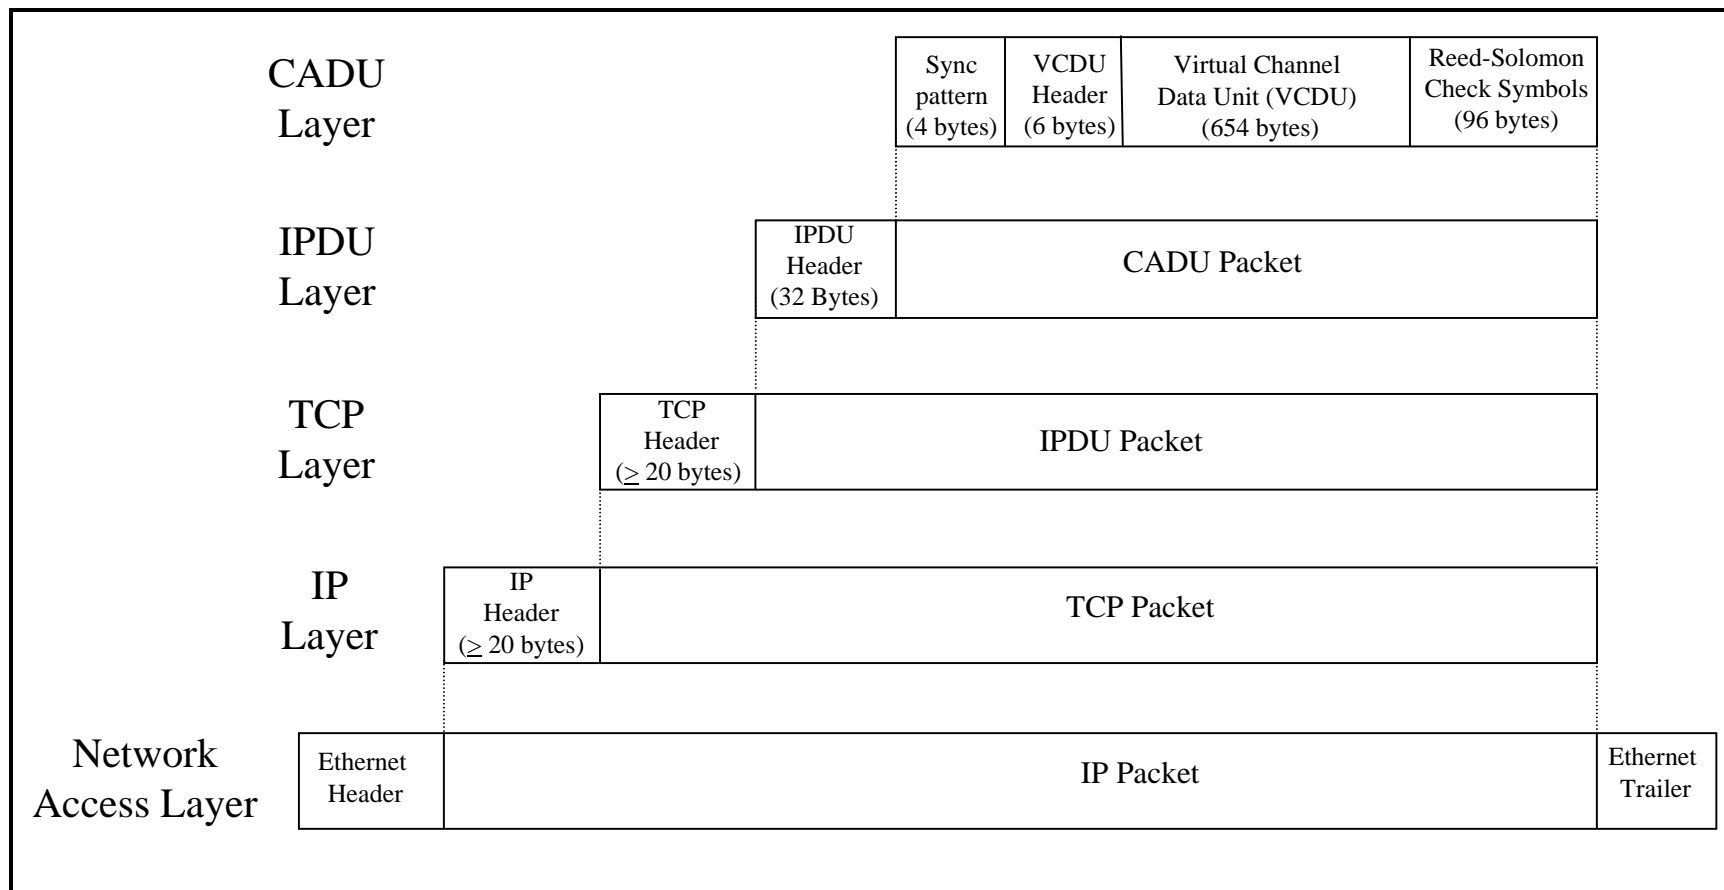 CADU
Layer
Sync
pattern
(4 bytes)
VCDU
Header
(6 bytes)
Virtual Channel
Data Unit (VCDU)
(654 bytes)
Reed-Solomon
Check Symbols
(96 bytes)
IPDU
Layer
IPDU
Header
(32 Bytes)
CADU Packet
TCP
Layer
TCP
Header
(≥ 20 bytes)
IPDU Packet
IP
Layer
IP
Header
(≥ 20 bytes)
TCP Packet
Network
Access Layer
Ethernet
Header
IP Packet
Ethernet
Trailer